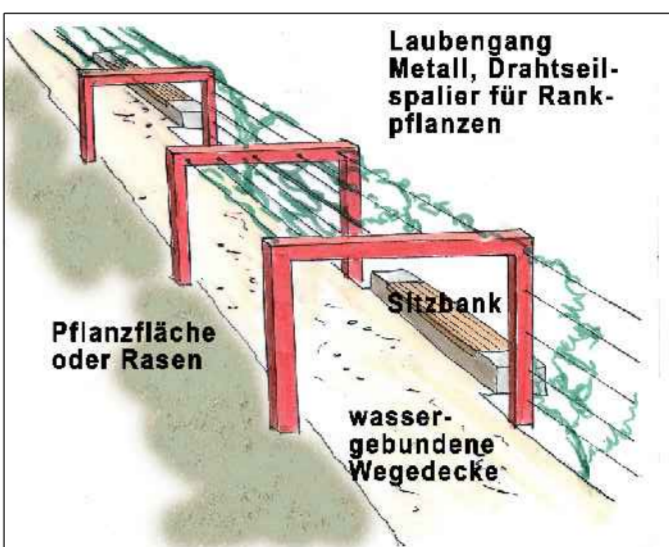 Laubengang
Metall, Drahtseil-
spalier für Rank-
pflanzen
Sitzbank
Pflanzfläche
oder Rasen
wasser-
gebundene
Wegedecke